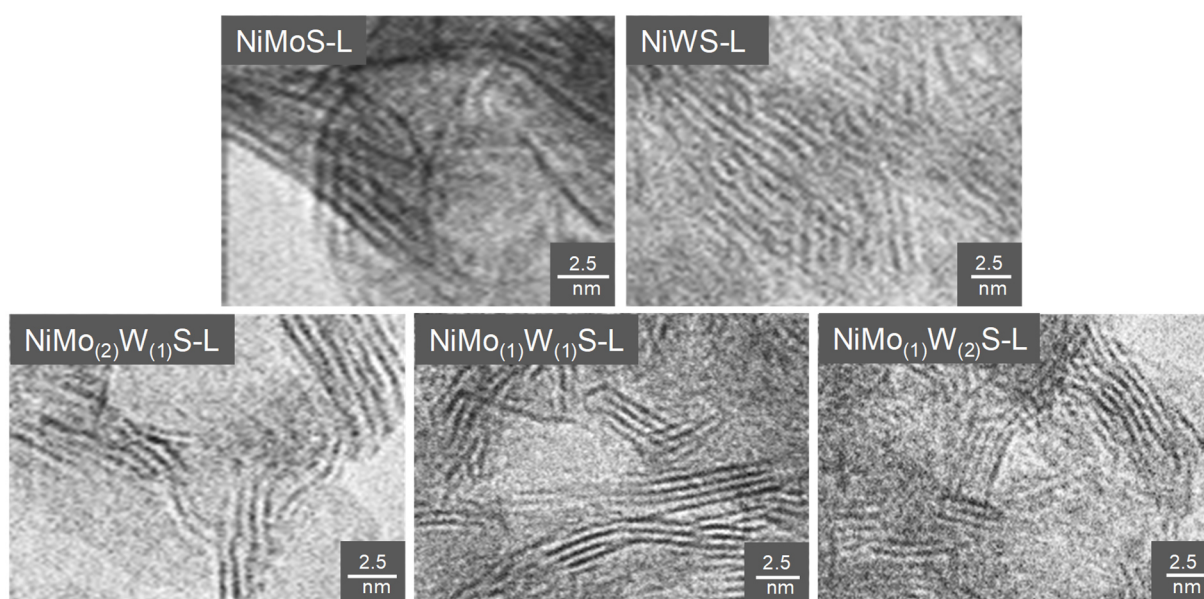 NiMoS-L
NiWS-L
2.5
nm
2.5
nm
NiMo(2)W(1)S-L
NiMo(1)W(1)S-L
NiMo(1)W(2)S-L
2.5
nm
2.5
nm
2.5
nm